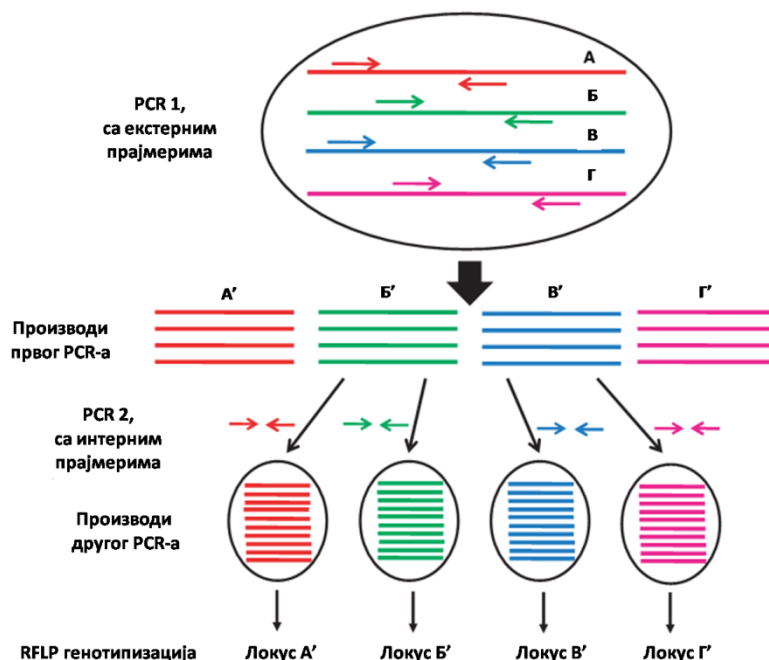 А
PCR 1,
са екстерним
прајмерима
Б
В
Г
А’ Б’ В’ Г’
Производи
првог PCR-а
PCR 2,
са интерним
прајмерима
Производи
другог PCR-а
RFLP генотипизација Локус А’ Локус Б’ Локус В’ Локус Г’